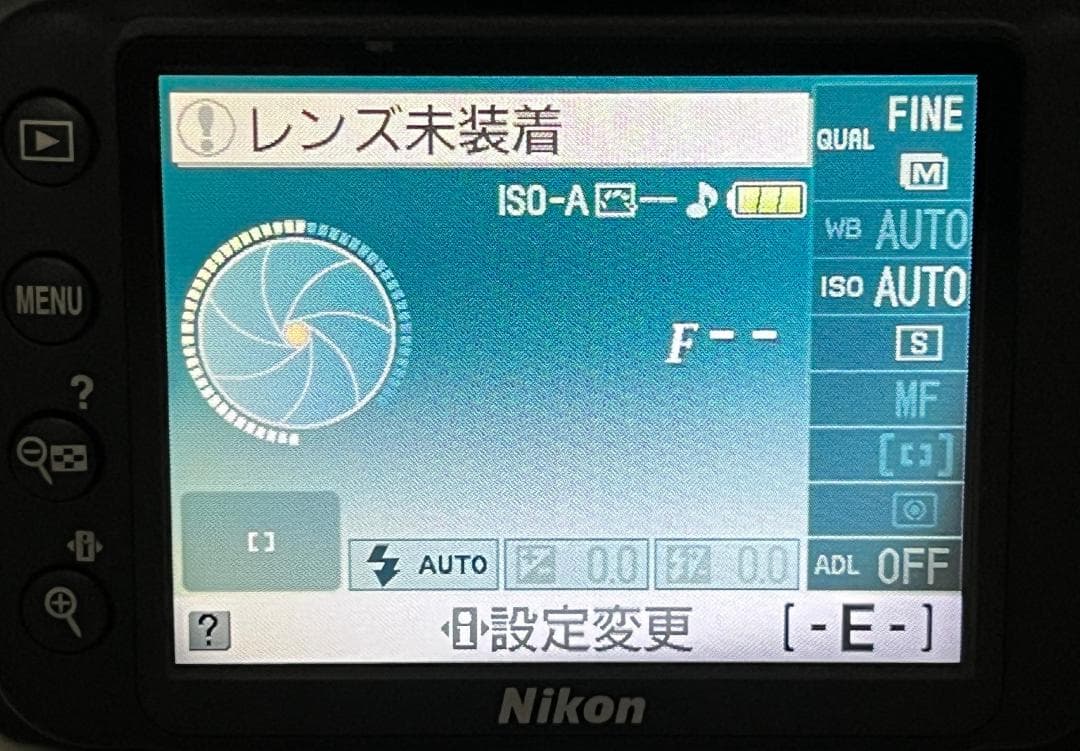 レンズ未装着
ISO-A
QUAL FINE
M
WB AUTO
ISO AUTO
F--
S
MF
MENU
?
AUTO
0.0
0.0
ADL OFF
?
i設定変更
[-E-]
Nikon